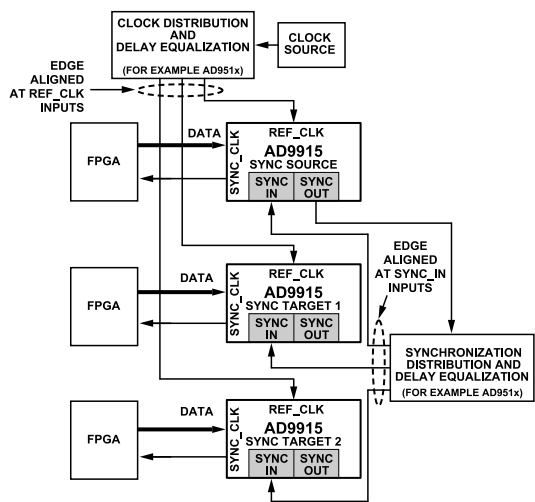 CLOCK DISTRIBUTION
AND
DELAY EQUALIZATION
(FOR EXAMPLE AD951x)
CLOCK
SOURCE
EDGE
ALIGNED
AT REF_CLK
INPUTS
FPGA
DATA
SYNC_CLK
REF_CLK
AD9915
SYNC SOURCE
SYNC
IN
SYNC
OUT
EDGE
ALIGNED
AT SYNC_IN
INPUTS
FPGA
DATA
SYNC_CLK
REF_CLK
AD9915
SYNC TARGET 1
SYNC
IN
SYNC
OUT
SYNCHRONIZATION
DISTRIBUTION AND
DELAY EQUALIZATION
(FOR EXAMPLE AD951x)
FPGA
DATA
SYNC_CLK
REF_CLK
AD9915
SYNC TARGET 2
SYNC
IN
SYNC
OUT